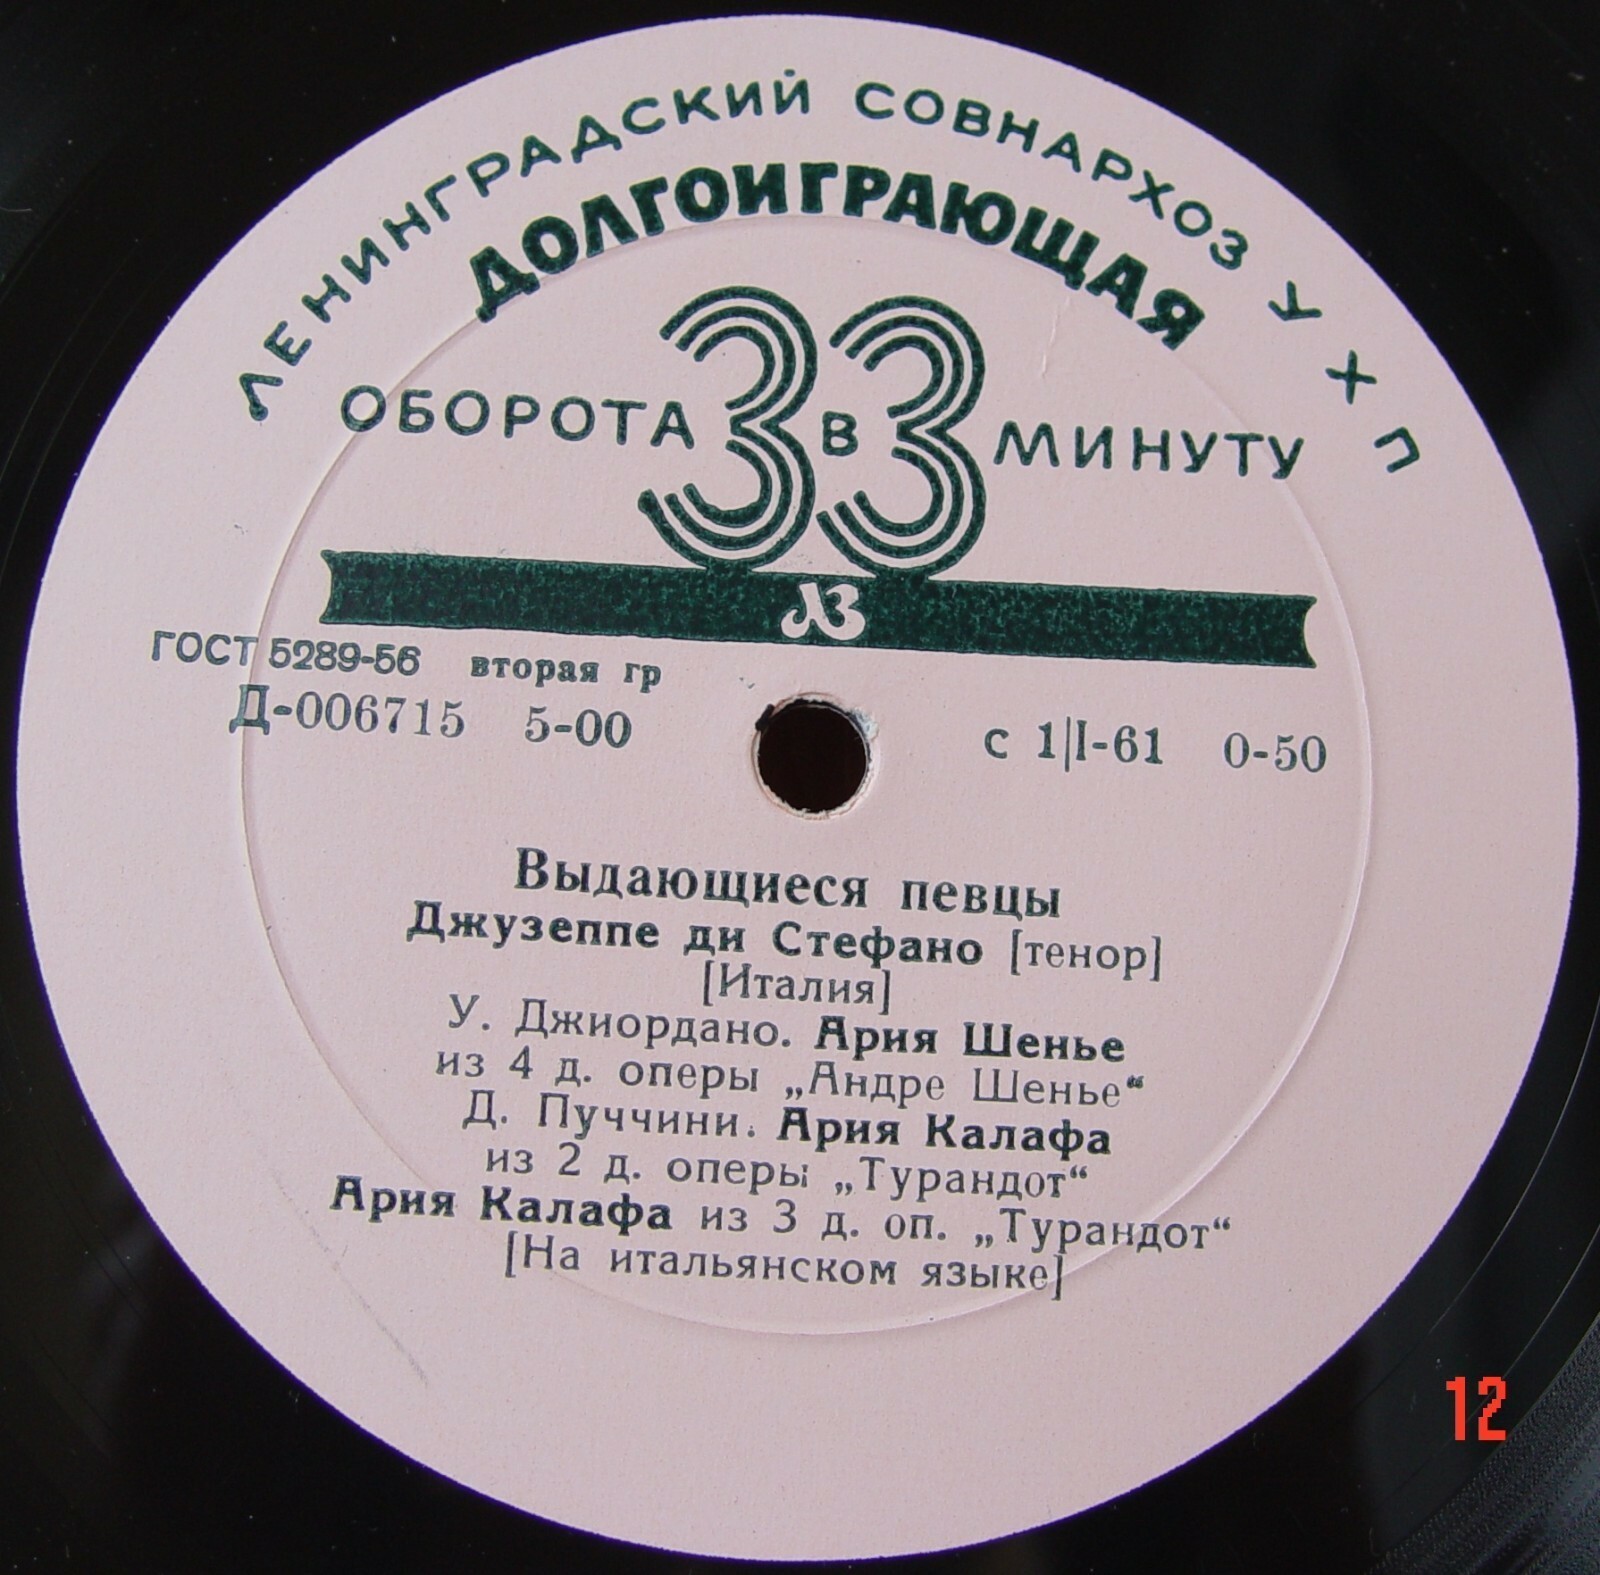 ЛЕНИНГРАДСКИЙ СОВНАРХОЗ УХП
ДОЛГОИГРАЮЩАЯ
ОБОРОТА 33 В МИНУТУ
ЛЗ
ГОСТ 5289-56 вторая гр
Д-006715 5-00 с 1|I-61 0-50
Выдающиеся певцы
Джузеппе ди Стефано [тенор]
[Италия]
У. Джиордано. Ария Шенье
из 4 д. оперы „Андре Шенье“
Д. Пуччини. Ария Калафа
из 2 д. оперы „Турандот“
Ария Калафа из 3 д. оп. „Турандот“
[На итальянском языке]
12